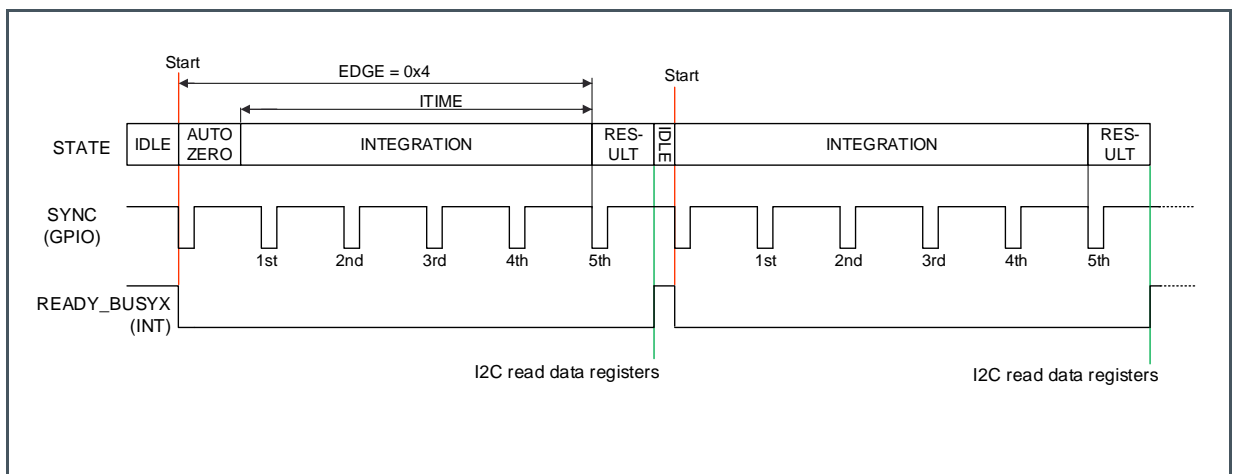 Start
EDGE = 0x4
Start
ITIME
STATE
IDLE
AUTO
ZERO
INTEGRATION
RES-
ULT
IDLE
INTEGRATION
RES-
ULT
SYNC
(GPIO)
1st
2nd
3rd
4th
5th
1st
2nd
3rd
4th
5th
READY_BUSYX
(INT)
I2C read data registers
I2C read data registers